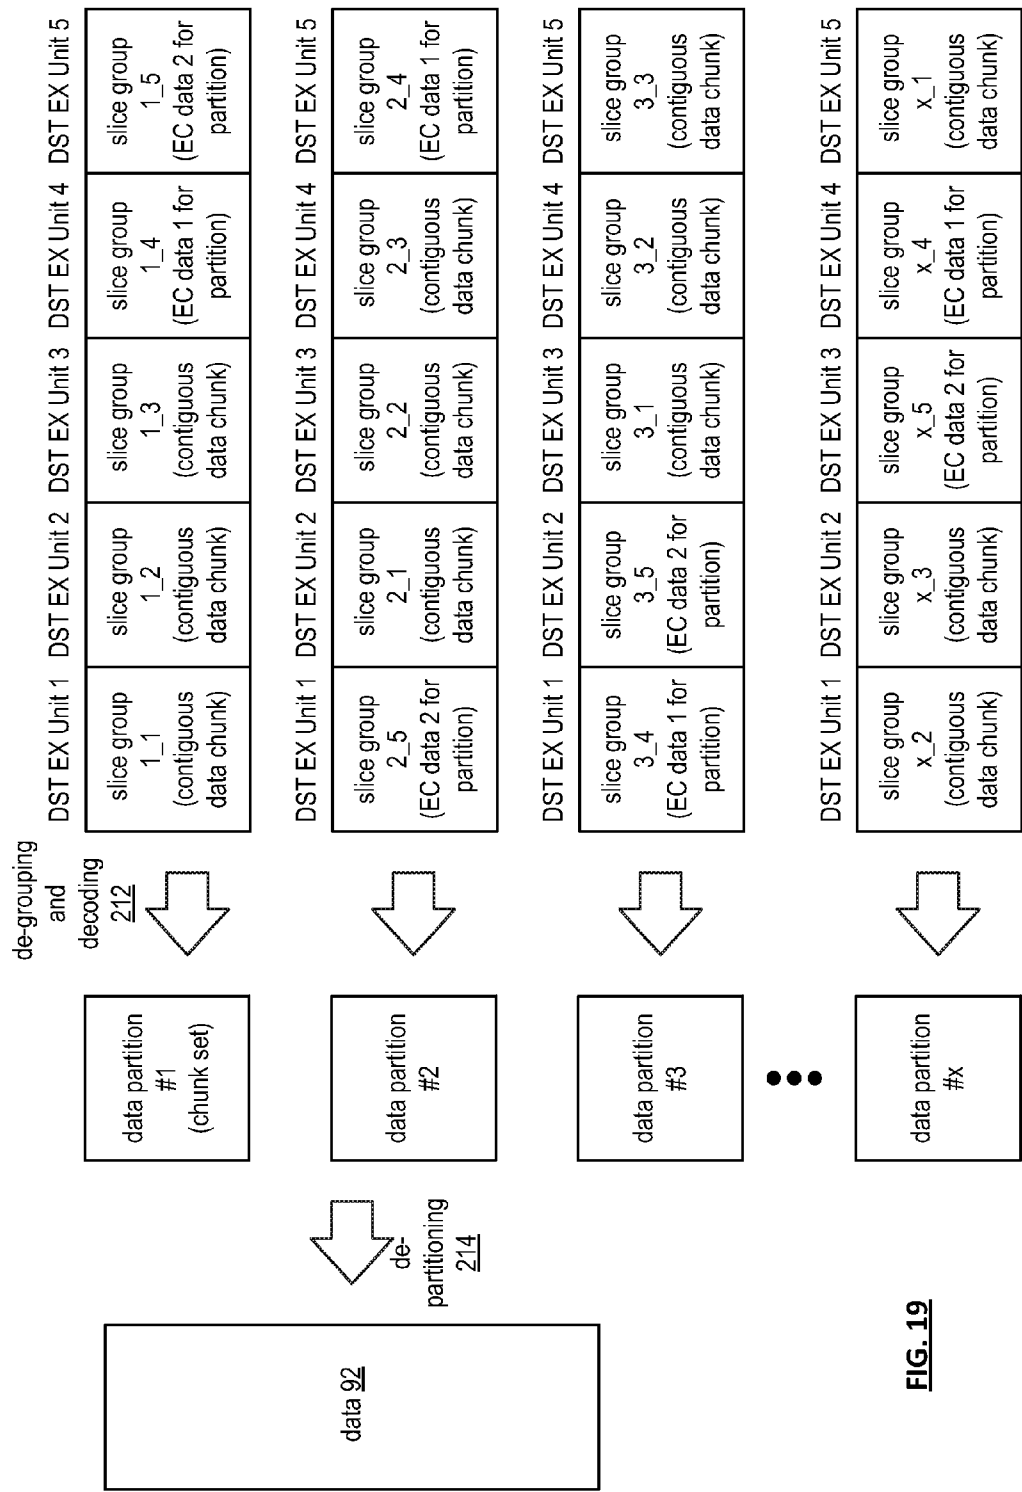 de-grouping
and
decoding
212
DST EX Unit 1
DST EX Unit 2
DST EX Unit 3
DST EX Unit 4
DST EX Unit 5
data partition
#1
(chunk set)
slice group
1_1
(contiguous
data chunk)
slice group
1_2
(contiguous
data chunk)
slice group
1_3
(contiguous
data chunk)
slice group
1_4
(EC data 1 for
partition)
slice group
1_5
(EC data 2 for
partition)
DST EX Unit 1
DST EX Unit 2
DST EX Unit 3
DST EX Unit 4
DST EX Unit 5
data 92
de-
partitioning
214
data partition
#2
slice group
2_5
(EC data 2 for
partition)
slice group
2_1
(contiguous
data chunk)
slice group
2_2
(contiguous
data chunk)
slice group
2_3
(contiguous
data chunk)
slice group
2_4
(EC data 1 for
partition)
DST EX Unit 1
DST EX Unit 2
DST EX Unit 3
DST EX Unit 4
DST EX Unit 5
data partition
#3
slice group
3_4
(EC data 1 for
partition)
slice group
3_5
(EC data 2 for
partition)
slice group
3_1
(contiguous
data chunk)
slice group
3_2
(contiguous
data chunk)
slice group
3_3
(contiguous
data chunk)
DST EX Unit 1
DST EX Unit 2
DST EX Unit 3
DST EX Unit 4
DST EX Unit 5
data partition
#x
slice group
x_2
(contiguous
data chunk)
slice group
x_3
(contiguous
data chunk)
slice group
x_5
(EC data 2 for
partition)
slice group
x_4
(EC data 1 for
partition)
slice group
x_1
(contiguous
data chunk)
FIG. 19